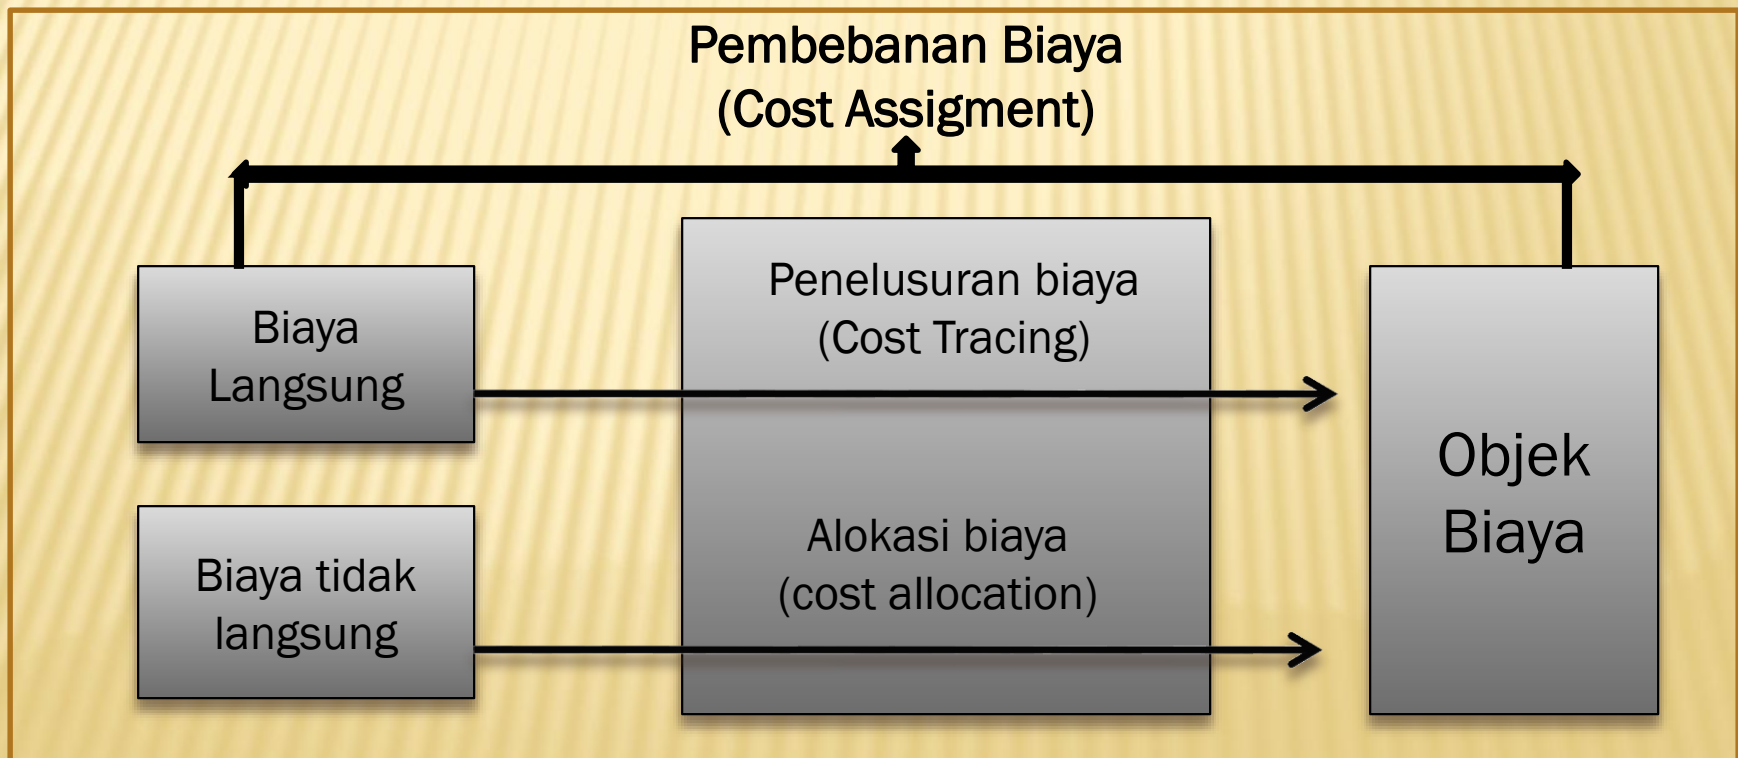 Pembebanan Biaya
(Cost Assigment)
Biaya
Langsung
Penelusuran biaya
(Cost Tracing)
Biaya tidak
langsung
Alokasi biaya
(cost allocation)
Objek
Biaya